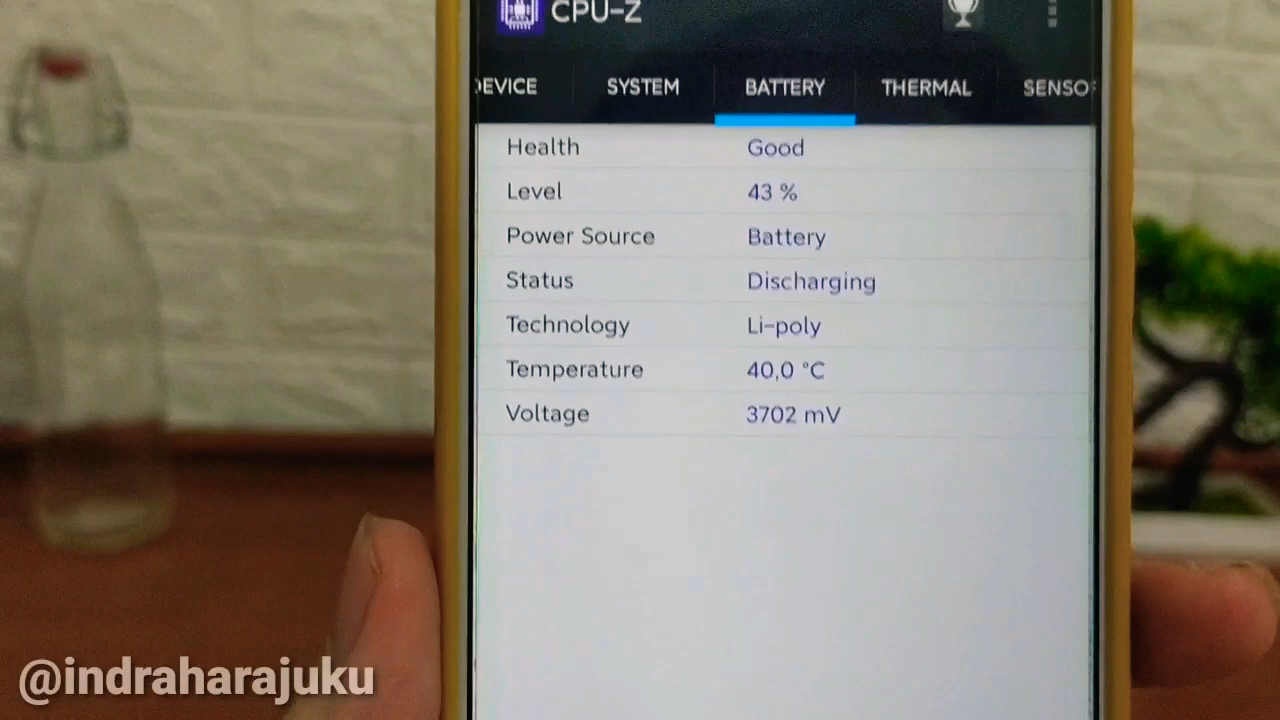 CPU-Z
DEVICE SYSTEM BATTERY THERMAL SENSO
Health Good
Level 43 %
Power Source Battery
Status Discharging
Technology Li-poly
Temperature 40,0 °C
Voltage 3702 mV
@indraharajuku